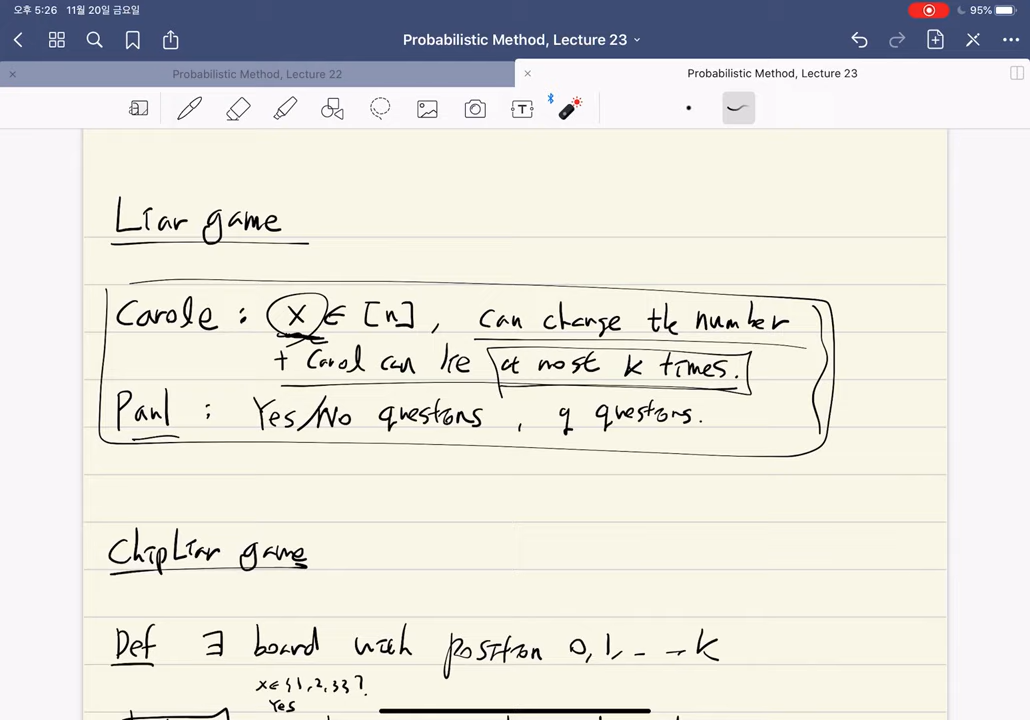 오후 5:26 11월 20일 금요일 95%
Probabilistic Method, Lecture 23
Probabilistic Method, Lecture 22
Probabilistic Method, Lecture 23
Liar game
Carole : x ∈ [n], can change the number
+ Carol can lie at most k times.
Paul : Yes/No questions , q questions.
ChipLiar game
Def ∃ board with position 0, 1, - - k
x ∈ {1, 2, 3}?
Yes